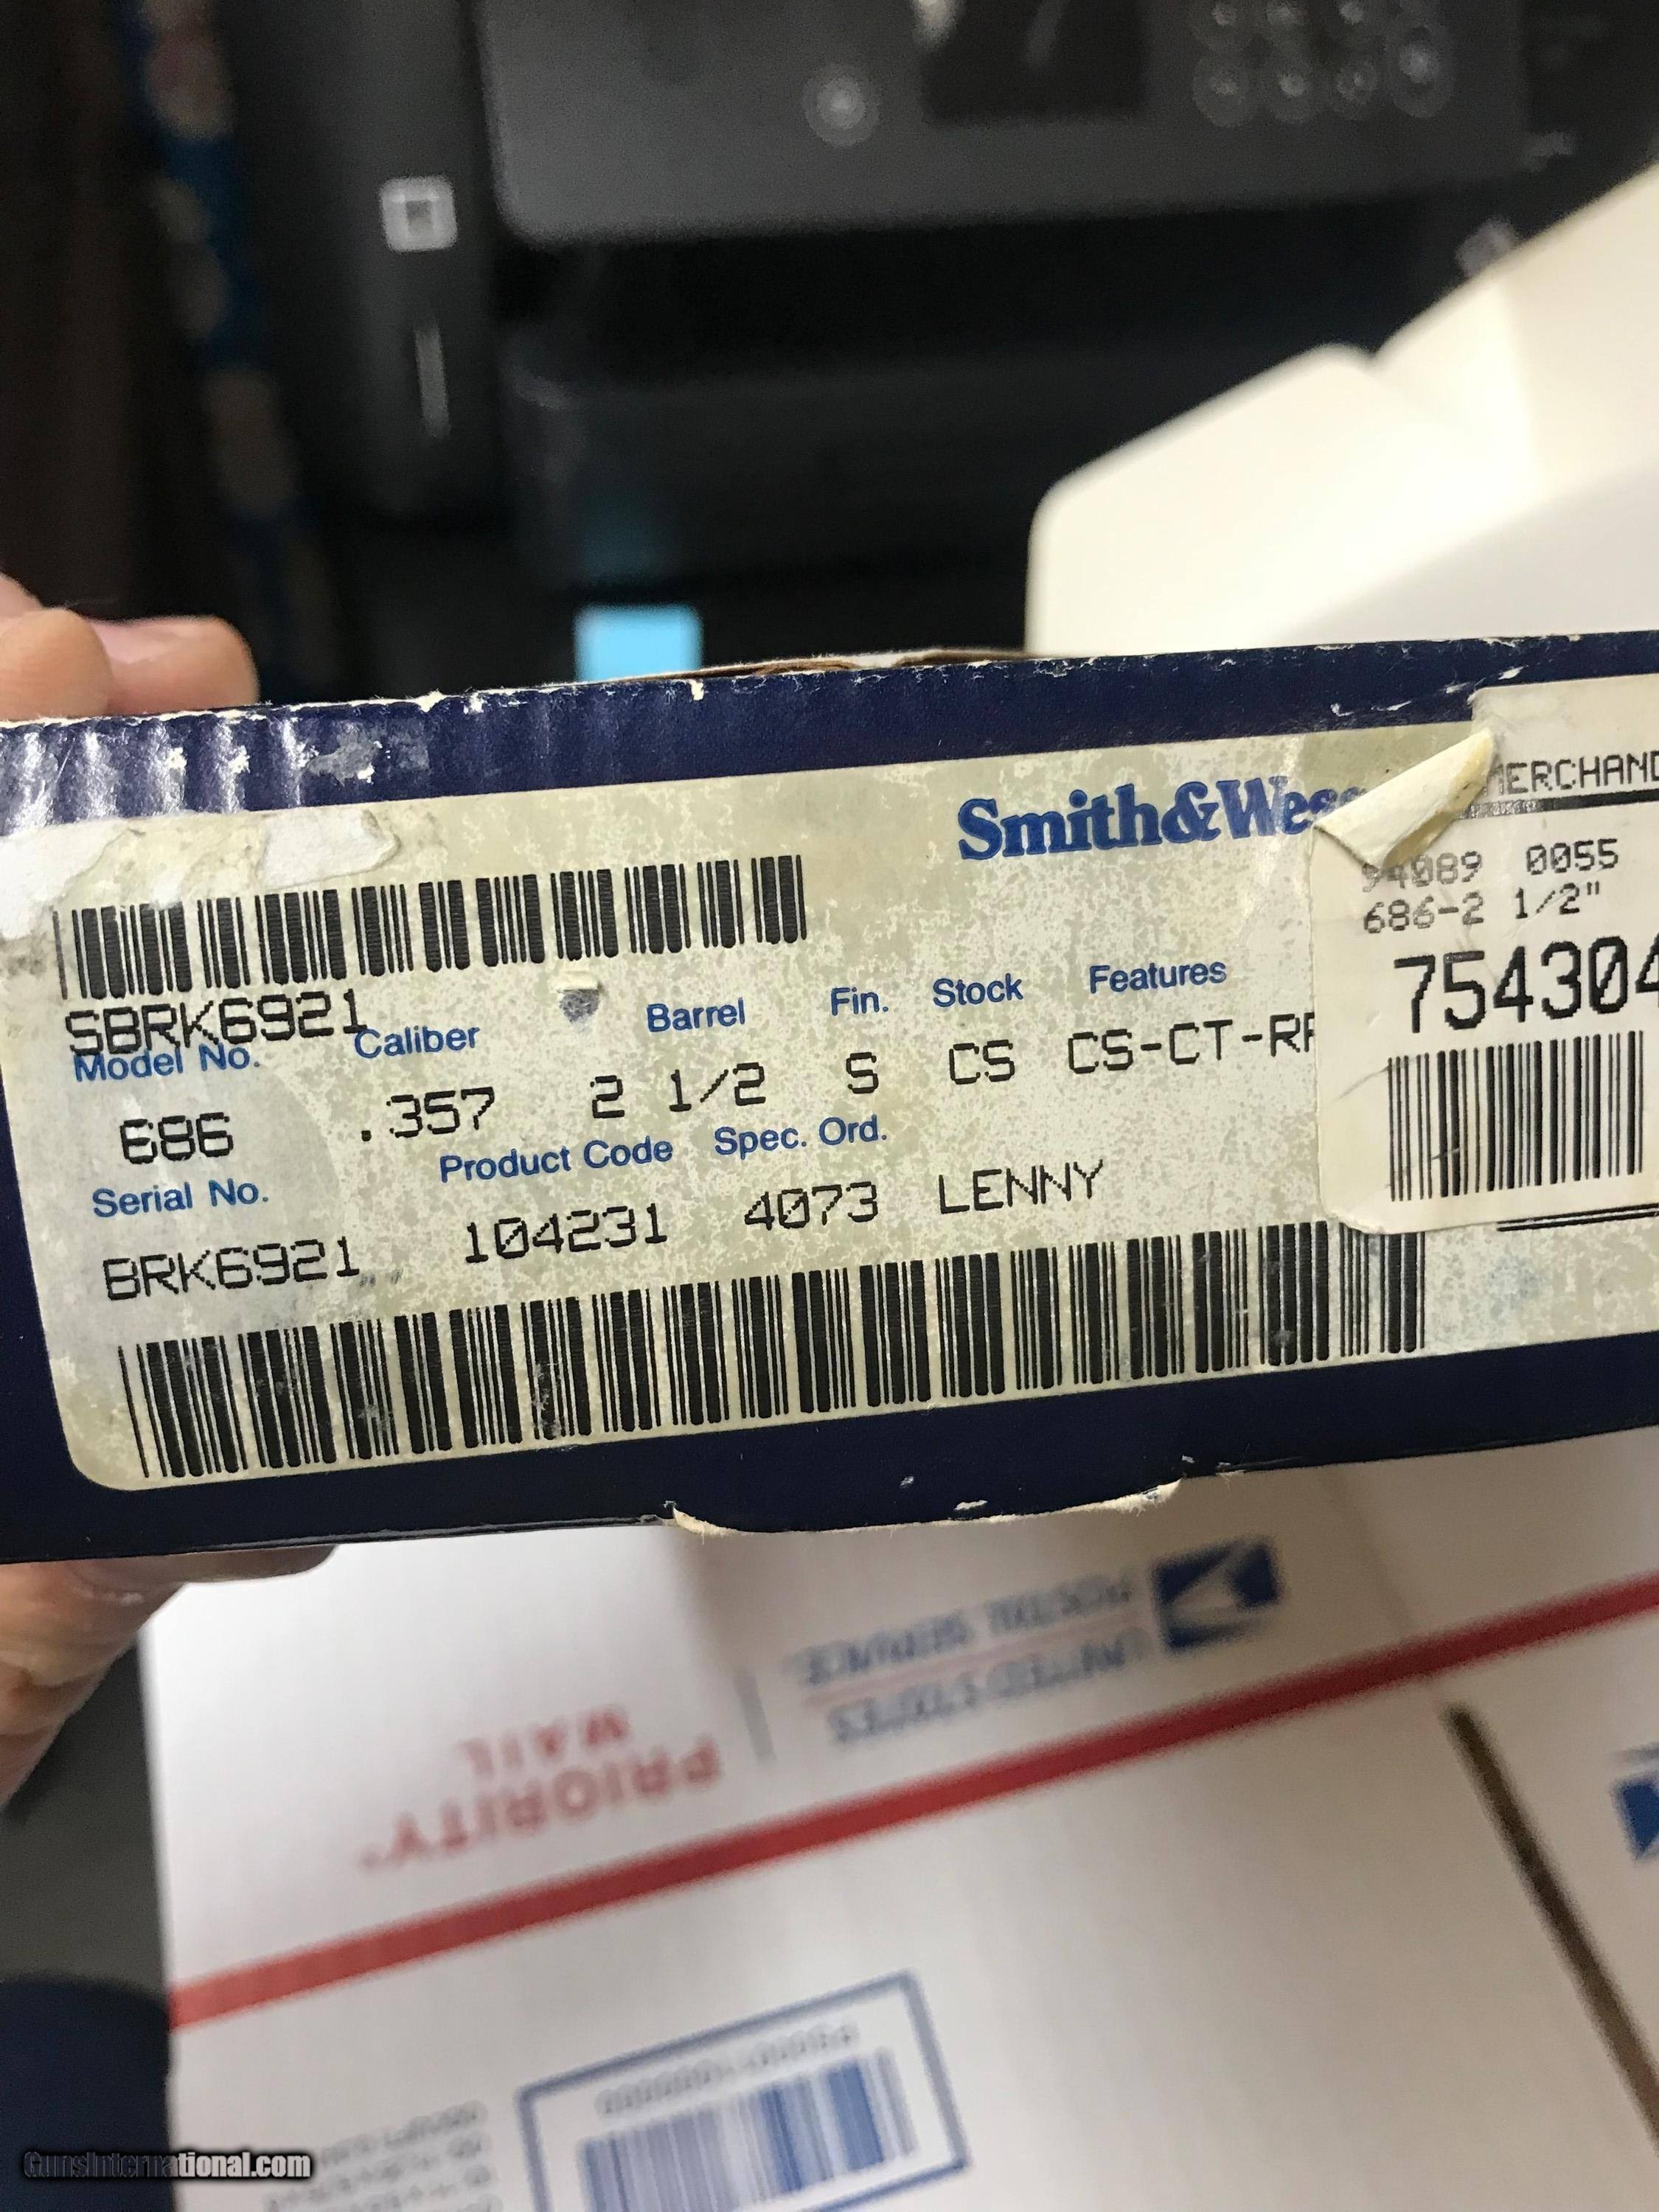 Smith&Wes
MERCHAND
94089 0055
686-2 1/2"
754304
SBRK6921
Model No. Caliber Barrel Fin. Stock Features
686 .357 2 1/2 S CS CS-CT-RF
Serial No. Product Code Spec. Ord.
BRK6921 104231 4073 LENNY
UNITED STATES
POSTAL SERVICE
PRIORITY
MAIL
GunsInternational.com